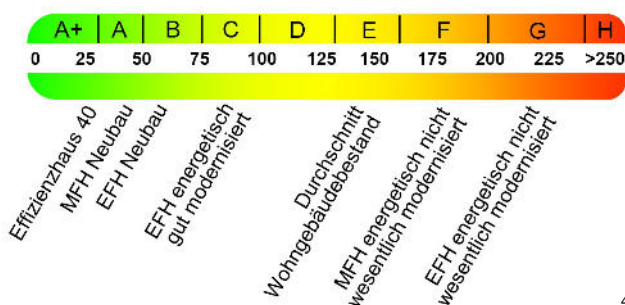 A+ A B C D E F G H
0 25 50 75 100 125 150 175 200 225 >250
Effizienzhaus 40
MFH Neubau
EFH Neubau
EFH energetisch
gut modernisiert
Durchschnitt
Wohngebäudebestand
MFH energetisch nicht
wesentlich modernisiert
EFH energetisch nicht
wesentlich modernisiert